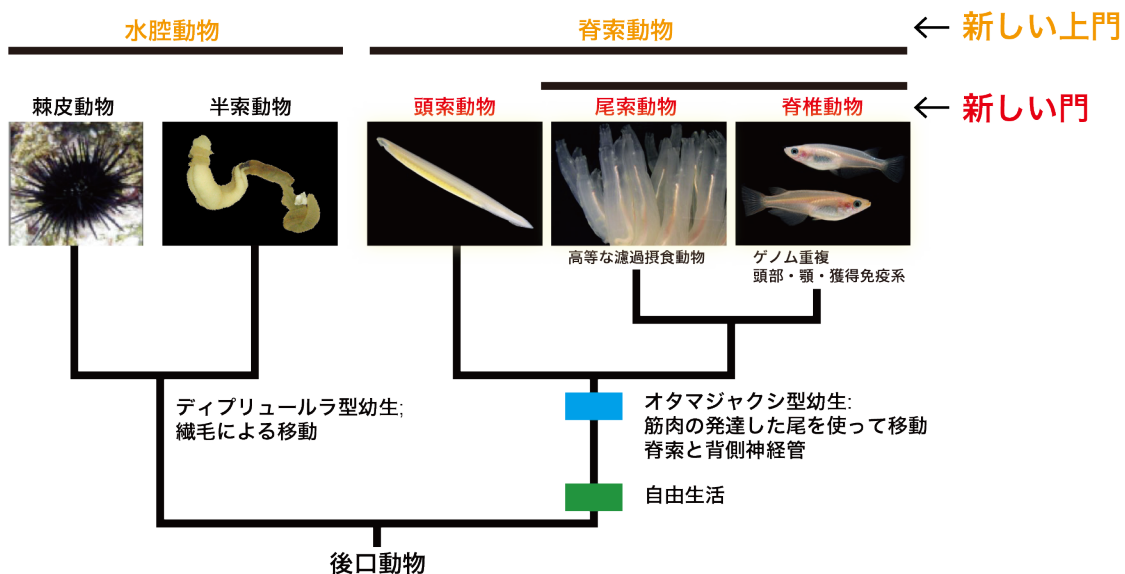 水腔動物
脊索動物
← 新しい上門
棘皮動物
半索動物
頭索動物
尾索動物
脊椎動物
← 新しい門
高等な濾過摂食動物
ゲノム重複
頭部・顎・獲得免疫系
ディプリュールラ型幼生;
繊毛による移動
オタマジャクシ型幼生:
筋肉の発達した尾を使って移動
脊索と背側神経管
自由生活
後口動物